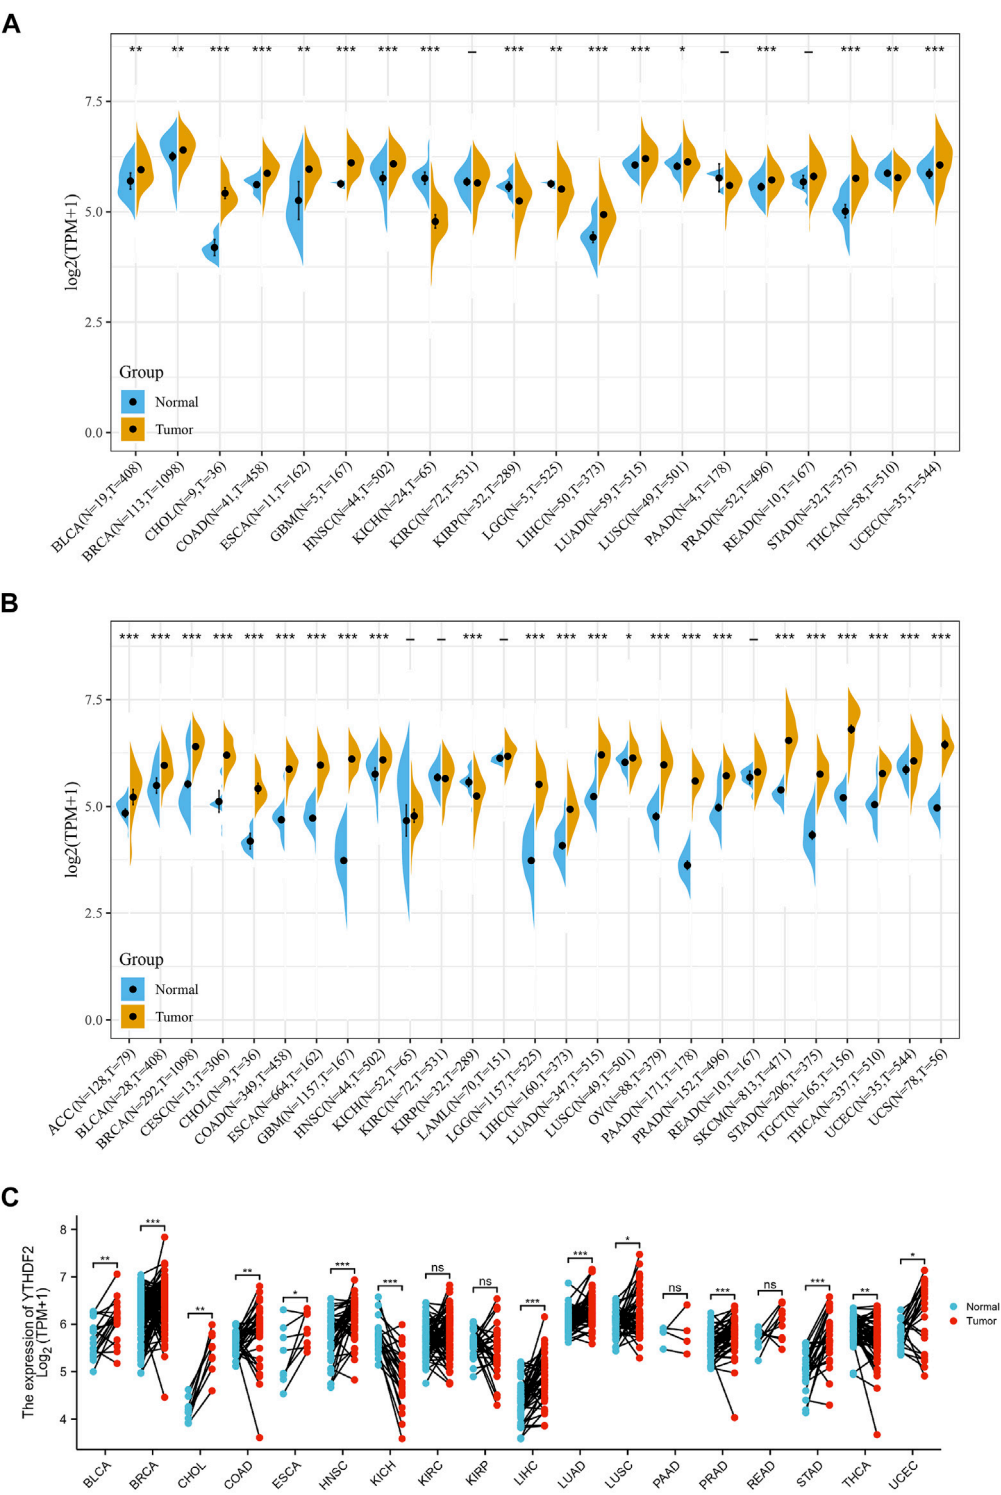 A
** ** *** *** ** *** *** *** – *** ** *** *** * – *** – *** ** ***
7.5
5.0
2.5
0.0
log2(TPM+1)
Group
Normal
Tumor
BLCA(N=19,T=408)
BRCA(N=113,T=1098)
CHOL(N=9,T=36)
COAD(N=41,T=458)
ESCA(N=11,T=162)
GBM(N=5,T=167)
HNSC(N=44,T=502)
KICH(N=24,T=65)
KIRC(N=72,T=531)
KIRP(N=32,T=289)
LGG(N=5,T=525)
LIHC(N=50,T=373)
LUAD(N=59,T=515)
LUSC(N=49,T=501)
PAAD(N=4,T=178)
PRAD(N=52,T=496)
READ(N=10,T=167)
STAD(N=32,T=375)
THCA(N=58,T=510)
UCEC(N=35,T=544)
B
*** *** *** *** *** *** *** *** *** – – *** – *** *** *** * *** *** *** – *** *** *** *** *** ***
7.5
5.0
2.5
0.0
log2(TPM+1)
Group
Normal
Tumor
ACC(N=128,T=79)
BLCA(N=28,T=408)
BRCA(N=292,T=1098)
CESC(N=13,T=306)
CHOL(N=9,T=36)
COAD(N=349,T=458)
ESCA(N=664,T=162)
GBM(N=1157,T=167)
HNSC(N=44,T=502)
KICH(N=52,T=65)
KIRC(N=72,T=531)
KIRP(N=32,T=289)
LAML(N=70,T=151)
LGG(N=1157,T=525)
LIHC(N=160,T=373)
LUAD(N=347,T=515)
LUSC(N=49,T=501)
OV(N=88,T=379)
PAAD(N=171,T=178)
PRAD(N=152,T=496)
READ(N=10,T=167)
SKCM(N=813,T=471)
STAD(N=206,T=375)
TGCT(N=165,T=156)
THCA(N=337,T=510)
UCEC(N=35,T=544)
UCS(N=78,T=56)
C
The expression of YTHDF2
Log2 (TPM+1)
8
7
6
5
4
** *** ** ** * *** *** ns ns *** *** * ns *** ns *** ** *
Normal
Tumor
BLCA
BRCA
CHOL
COAD
ESCA
HNSC
KICH
KIRC
KIRP
LIHC
LUAD
LUSC
PAAD
PRAD
READ
STAD
THCA
UCEC